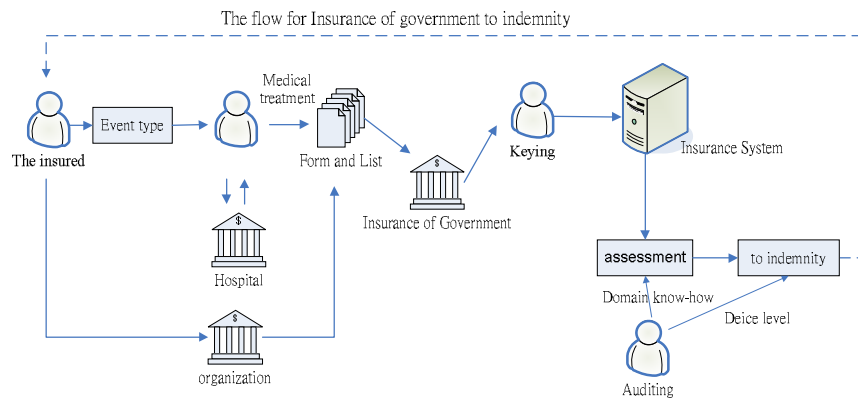 The flow for Insurance of government to indemnity
Medical
treatment
Event type
The insured
Form and List
Keying
Insurance System
$
Insurance of Government
$
Hospital
assessment
to indemnity
Domain know-how
Deice level
$
organization
Auditing